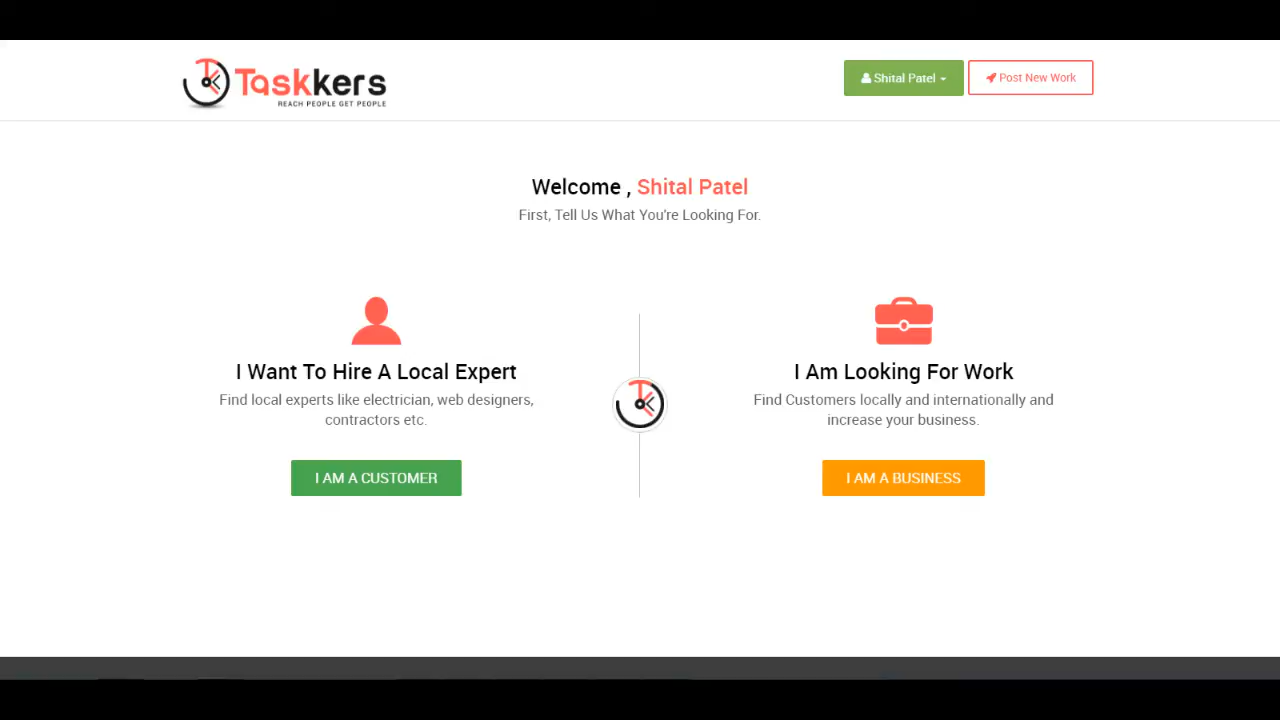 Taskkers
REACH PEOPLE GET PEOPLE
Shital Patel
Post New Work
Welcome , Shital Patel
First, Tell Us What You're Looking For.
I Want To Hire A Local Expert
Find local experts like electrician, web designers,
contractors etc.
I AM A CUSTOMER
I Am Looking For Work
Find Customers locally and internationally and
increase your business.
I AM A BUSINESS